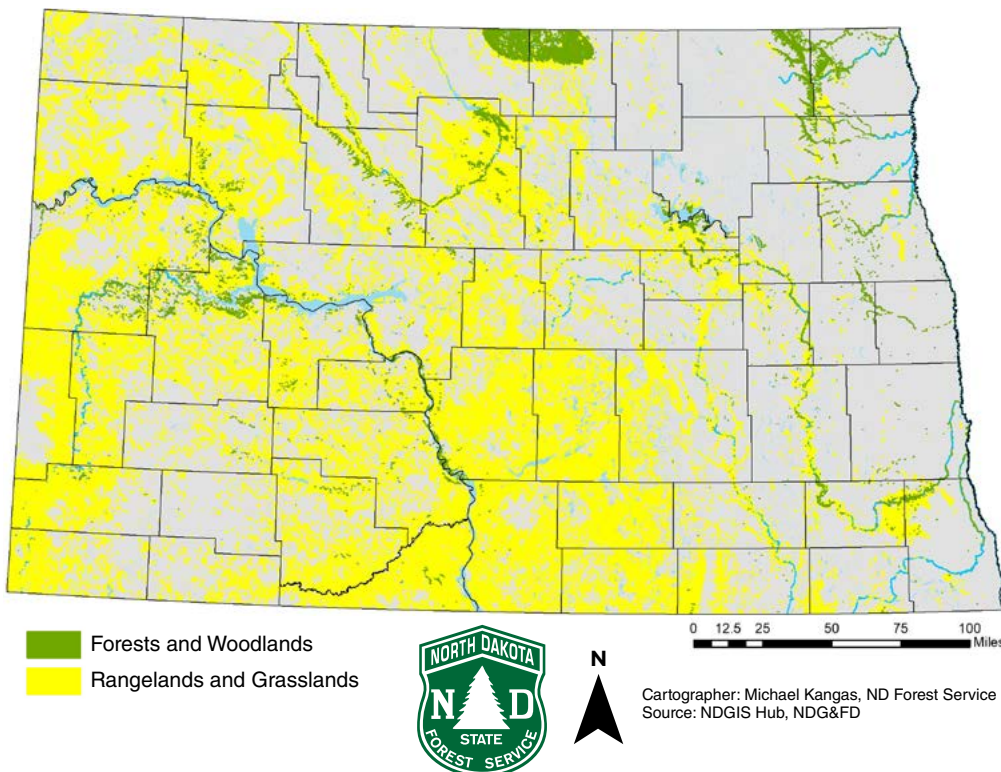 Forests and Woodlands
Rangelands and Grasslands
NORTH DAKOTA
N D
STATE
FOREST SERVICE
N
0 12.5 25 50 75 100
Miles
Cartographer: Michael Kangas, ND Forest Service
Source: NDGIS Hub, NDG&FD